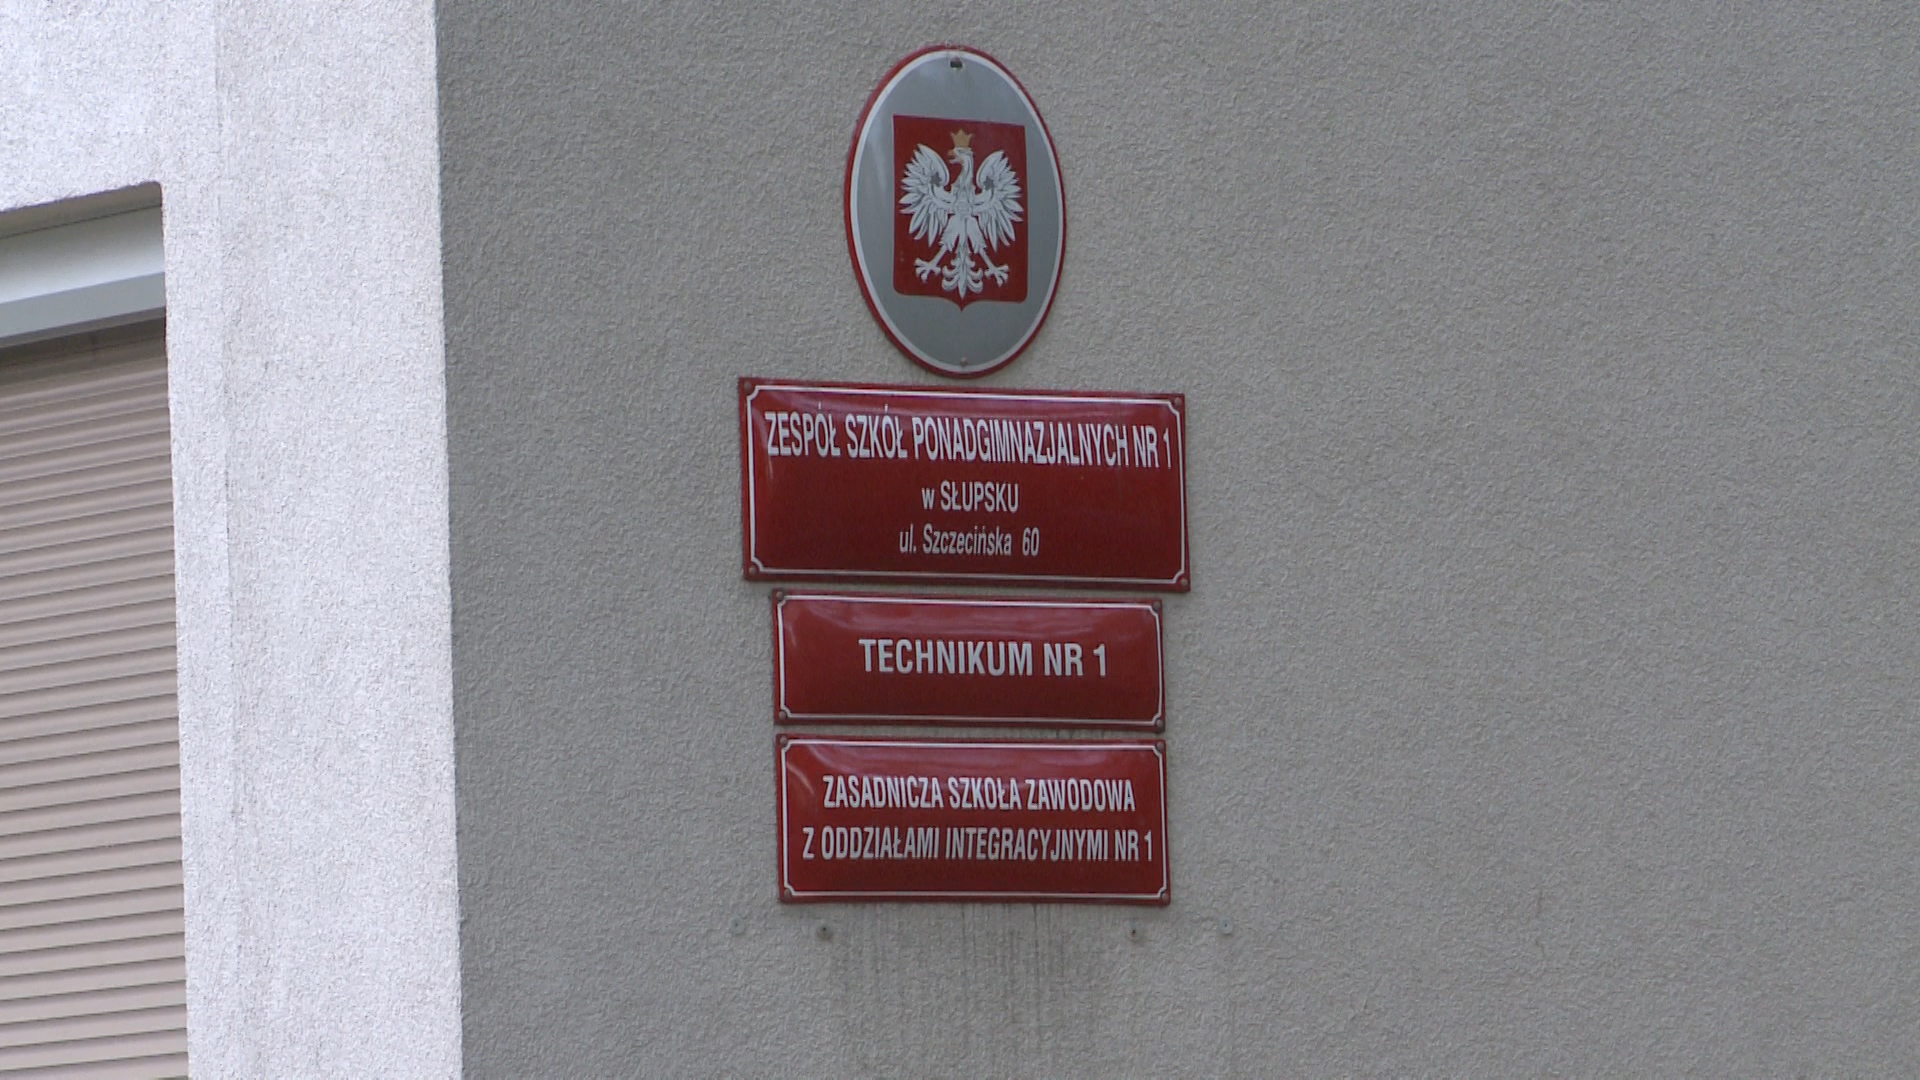 ZESPÓŁ SZKÓŁ PONADGIMNAZJALNYCH NR 1
w SŁUPSKU
ul. Szczecińska 60
TECHNIKUM NR 1
ZASADNICZA SZKOŁA ZAWODOWA
Z ODDZIAŁAMI INTEGRACYJNYMI NR 1